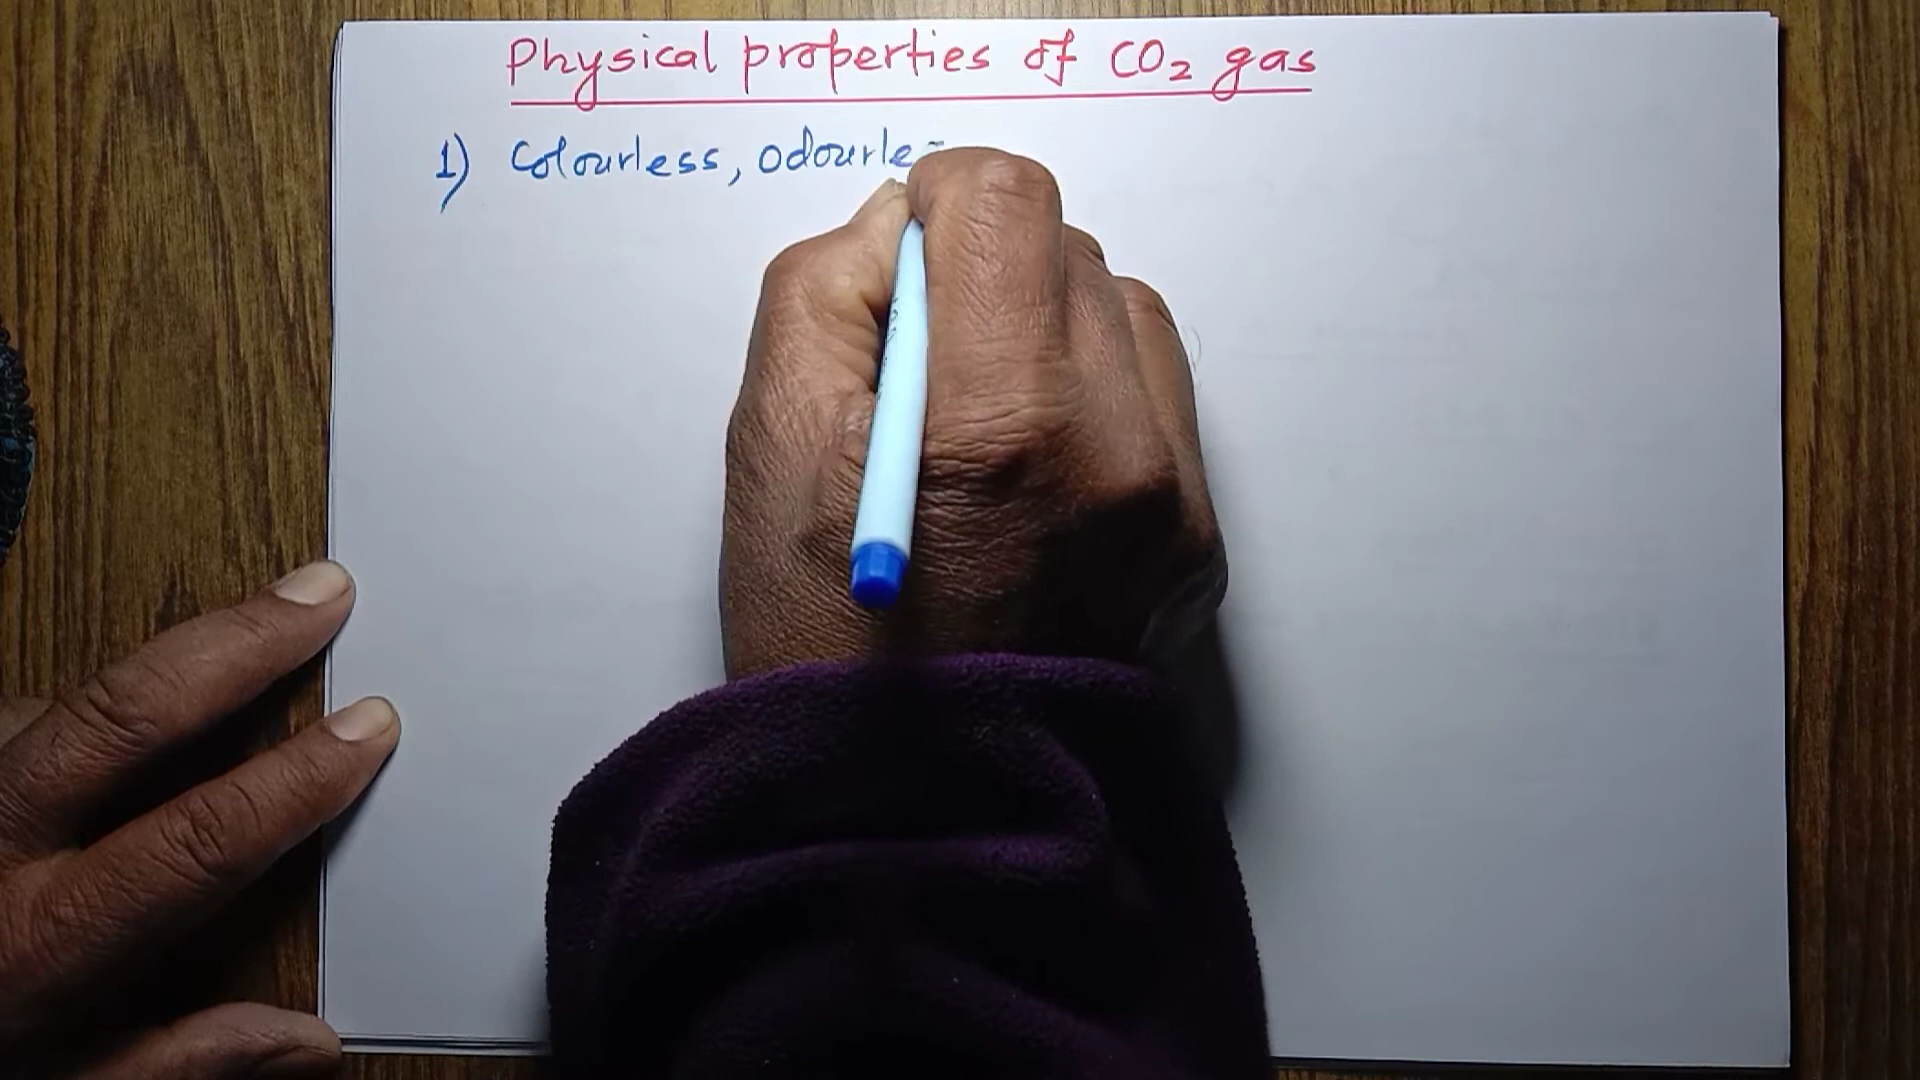 Physical properties of CO₂ gas
1) Colourless, odourle